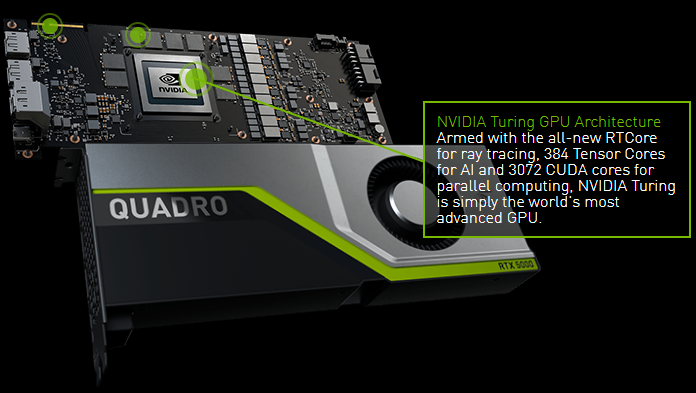 NVIDIA
NVIDIA Turing GPU Architecture
Armed with the all-new RTCore
for ray tracing, 384 Tensor Cores
for AI and 3072 CUDA cores for
parallel computing, NVIDIA Turing
is simply the world's most
advanced GPU.
QUADRO
RTX 5000